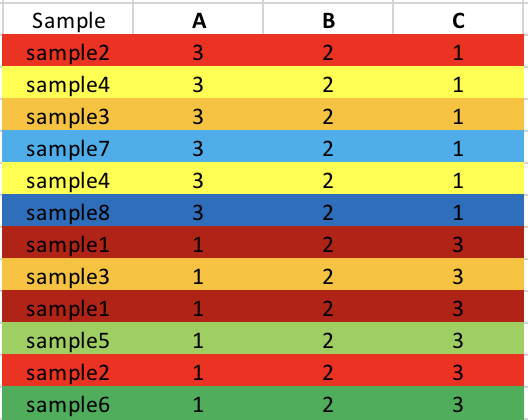 Sample A B C
sample2 3 2 1
sample4 3 2 1
sample3 3 2 1
sample7 3 2 1
sample4 3 2 1
sample8 3 2 1
sample1 1 2 3
sample3 1 2 3
sample1 1 2 3
sample5 1 2 3
sample2 1 2 3
sample6 1 2 3